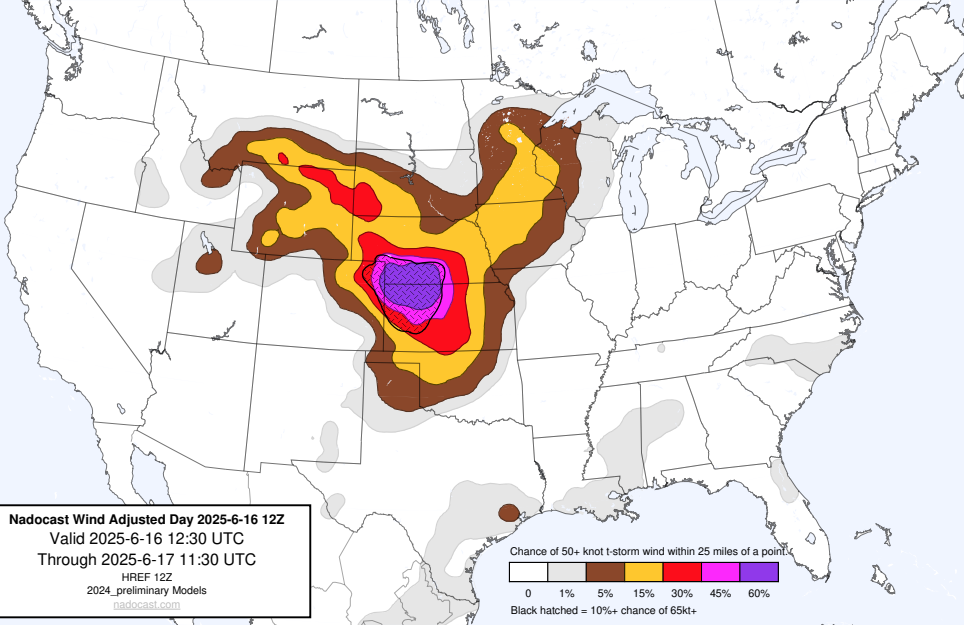 Nadocast Wind Adjusted Day 2025-6-16 12Z
Valid 2025-6-16 12:30 UTC
Through 2025-6-17 11:30 UTC
HREF 12Z
2024_preliminary Models
nadocast.com
Chance of 50+ knot t-storm wind within 25 miles of a point.
0 1% 5% 15% 30% 45% 60%
Black hatched = 10%+ chance of 65kt+